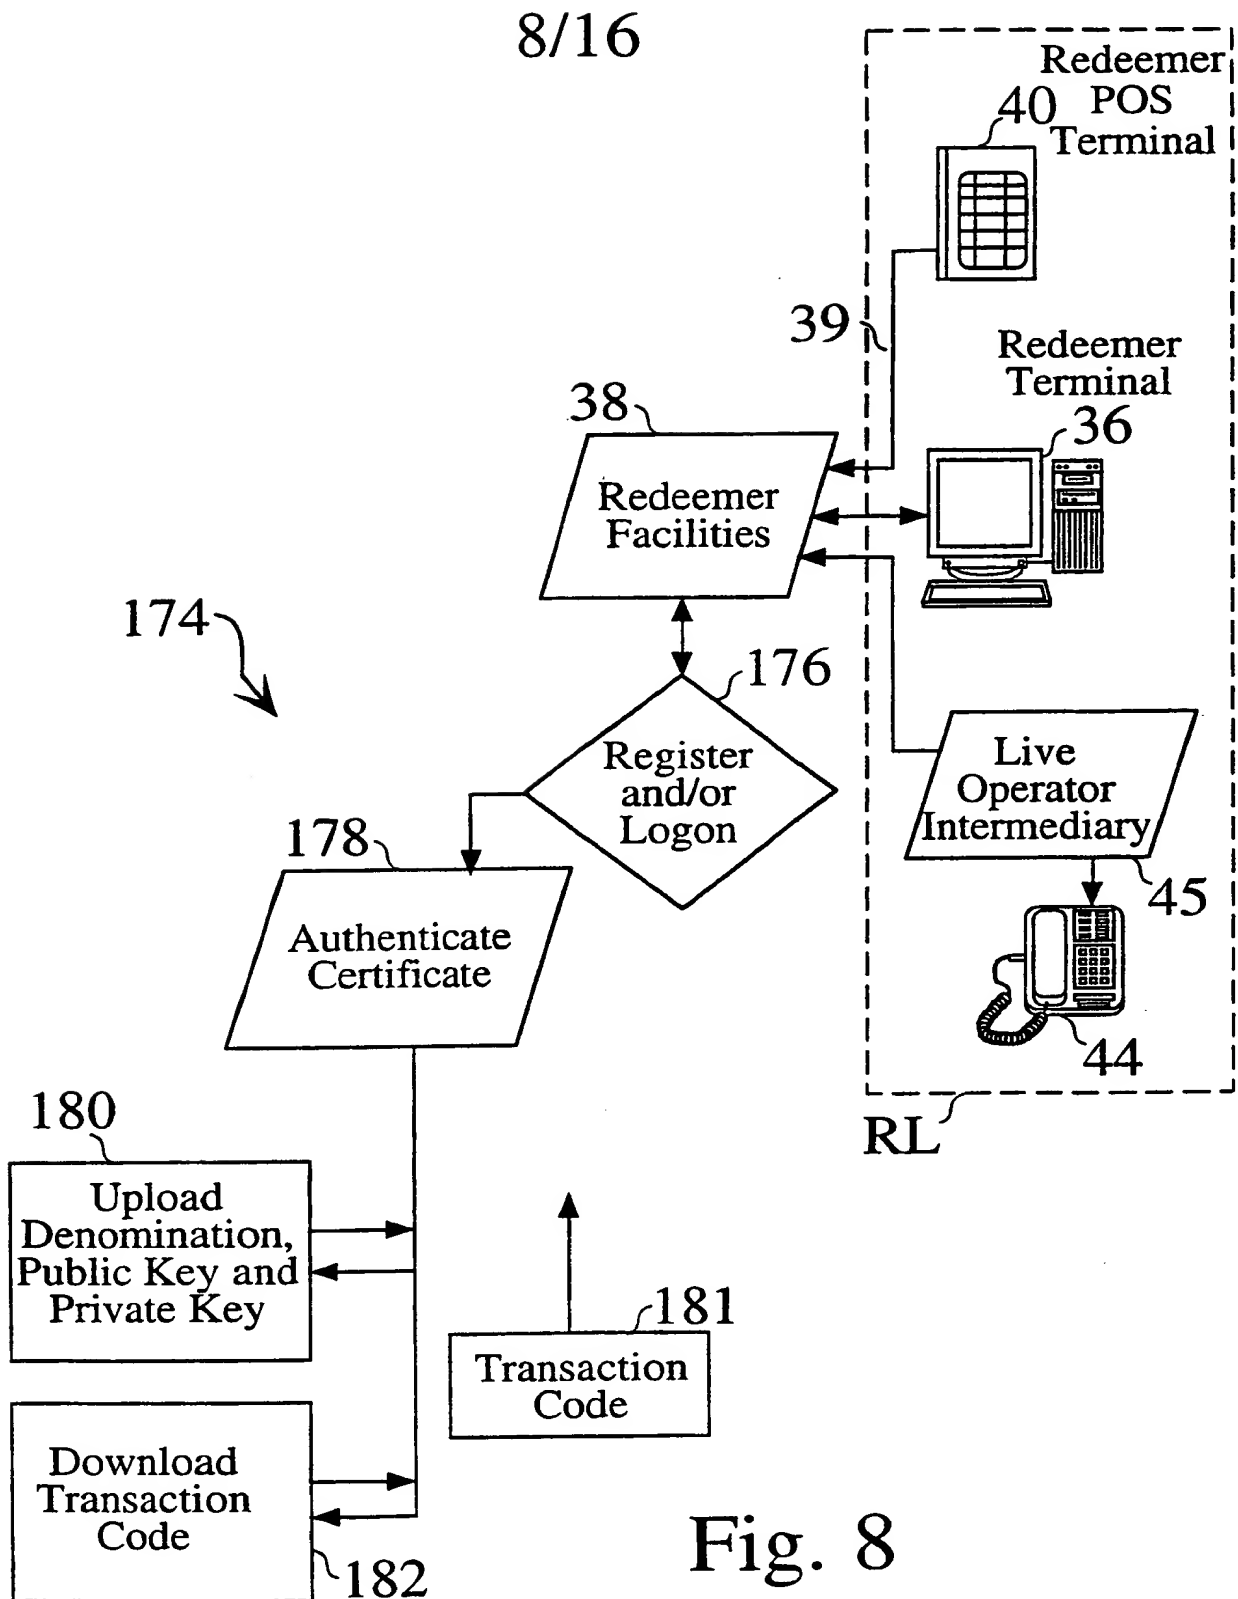 8/16
Redeemer
POS
Terminal
40
39
Redeemer
Terminal
36
38
Redeemer
Facilities
174
176
Register
and/or
Logon
Live
Operator
Intermediary
45
44
RL
178
Authenticate
Certificate
180
Upload
Denomination,
Public Key and
Private Key
181
Transaction
Code
Download
Transaction
Code
182
Fig. 8